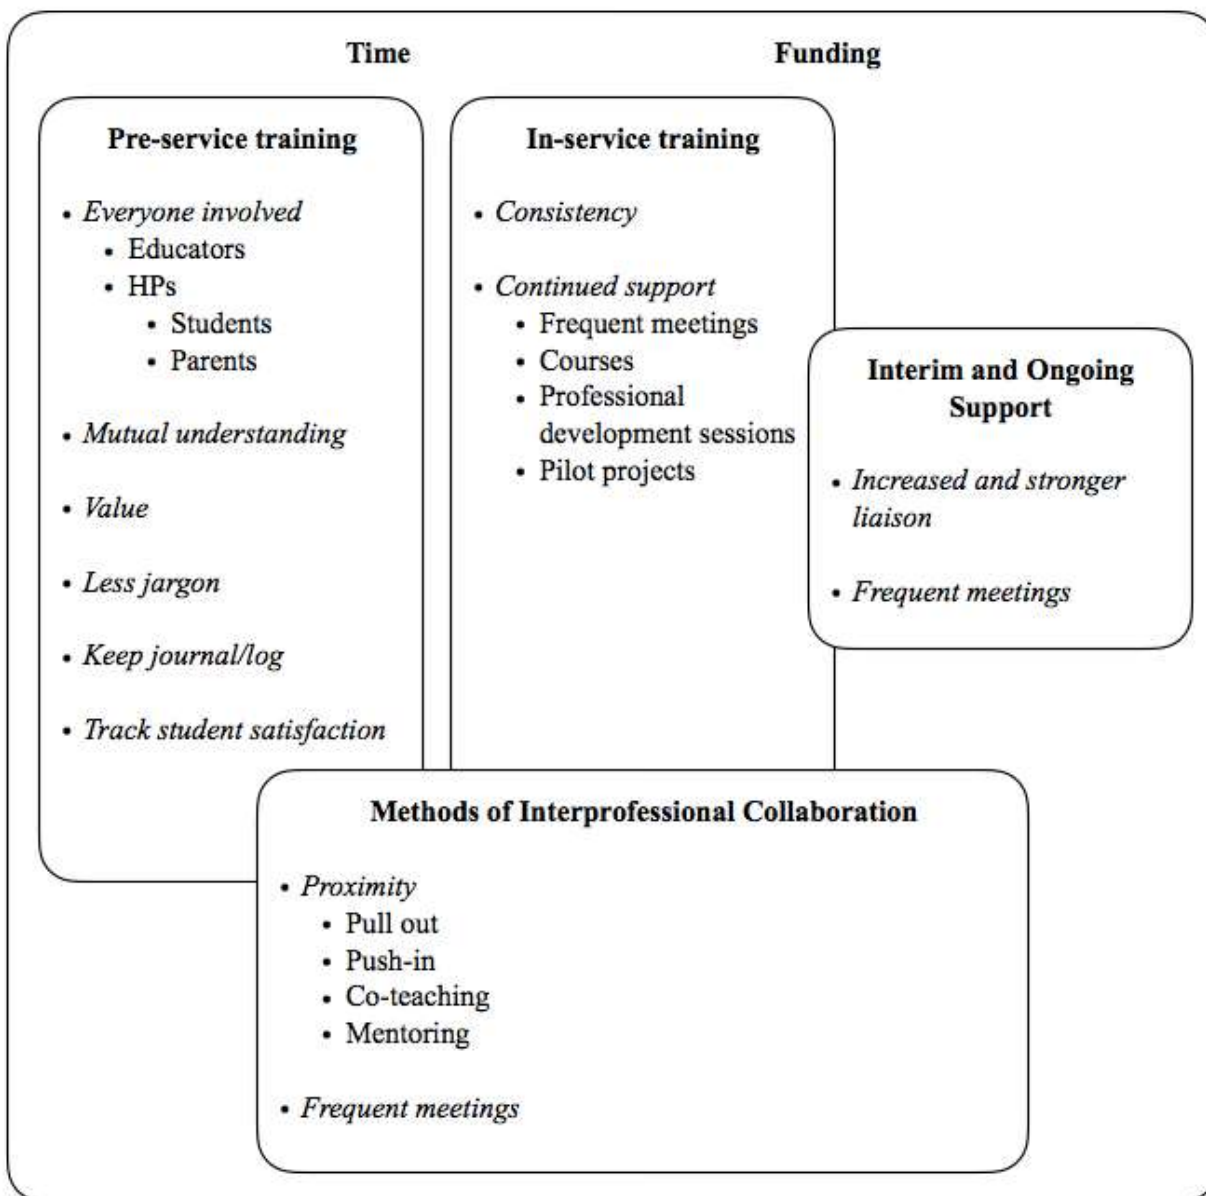 Time
Funding
Pre-service training
• Everyone involved
• Educators
• HPs
• Students
• Parents
• Mutual understanding
• Value
• Less jargon
• Keep journal/log
• Track student satisfaction
In-service training
• Consistency
• Continued support
• Frequent meetings
• Courses
• Professional
development sessions
• Pilot projects
Interim and Ongoing
Support
• Increased and stronger
liaison
• Frequent meetings
Methods of Interprofessional Collaboration
• Proximity
• Pull out
• Push-in
• Co-teaching
• Mentoring
• Frequent meetings